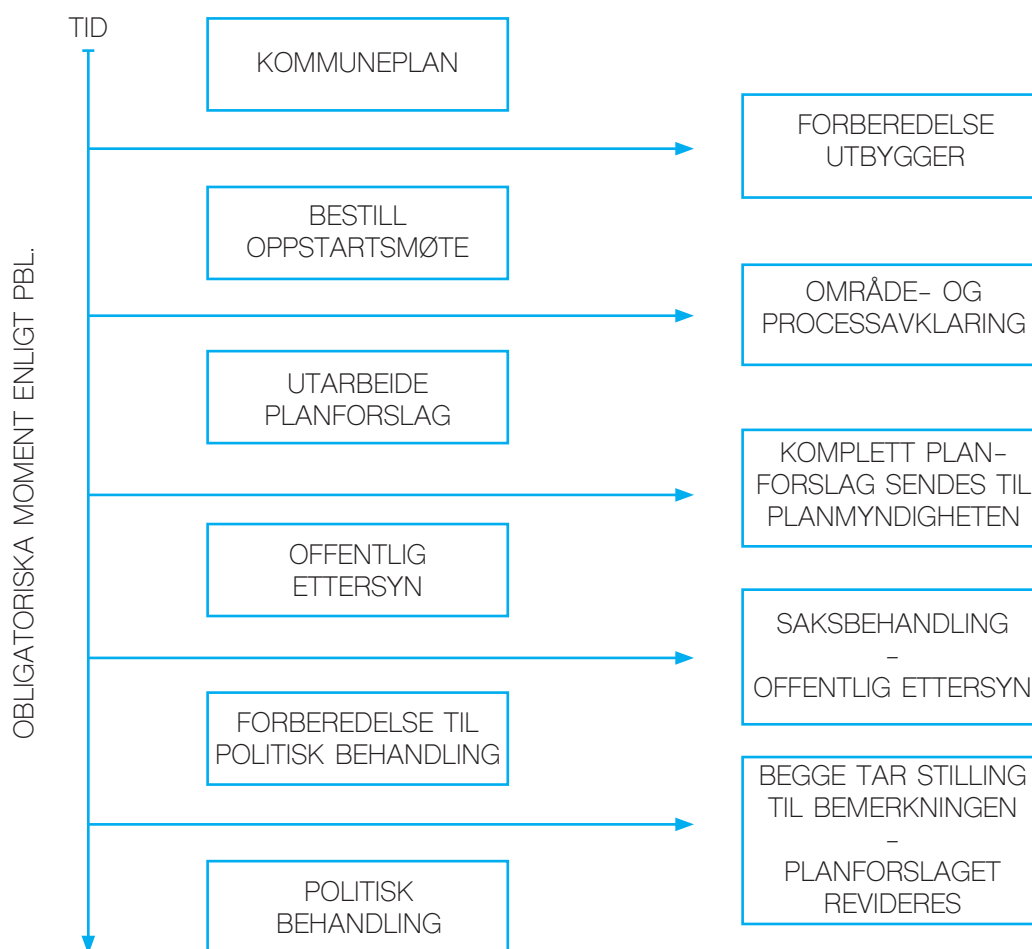 TID
KOMMUNEPLAN
FORBEREDELSE
UTBYGGER
BESTILL
OPPSTARTSMØTE
OMRÅDE- OG
PROCESSAVKLARING
UTARBEIDE
PLANFORSLAG
KOMPLETT PLAN-
FORSLAG SENDES TIL
PLANMYNDIGHETEN
OFFENTLIG
ETTERSYN
SAKSBEHANDLING
–
OFFENTLIG ETTERSYN
FORBEREDELSE TIL
POLITISK BEHANDLING
BEGGE TAR STILLING
TIL BEMERKNINGEN
–
PLANFORSLAGET
REVIDERES
POLITISK
BEHANDLING
OBLIGATORISKA MOMENT ENLIGT PBL.